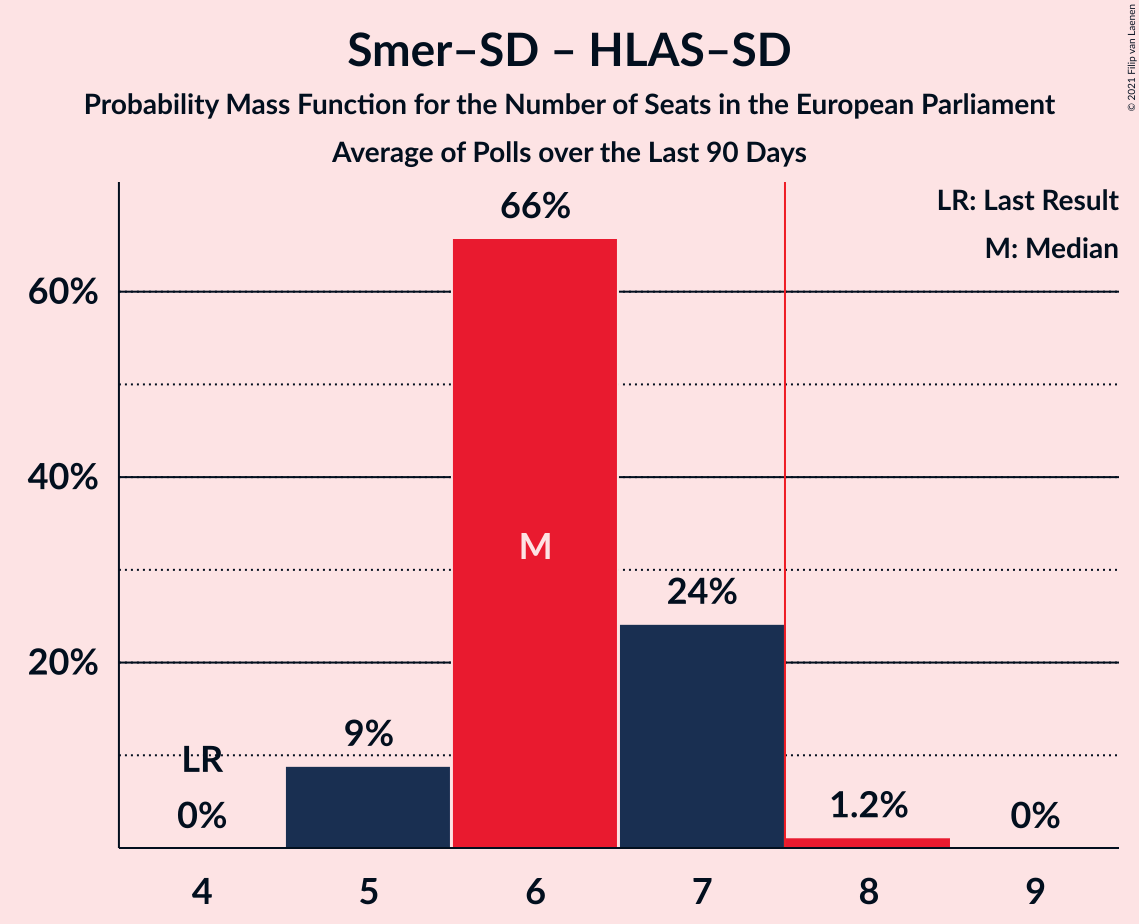 Smer–SD – HLAS–SD
Probability Mass Function for the Number of Seats in the European Parliament
Average of Polls over the Last 90 Days
© 2021 Filip van Laenen
LR: Last Result
M: Median
66%
60%
40%
M
24%
20%
9%
LR
0%
1.2%
0%
4 5 6 7 8 9